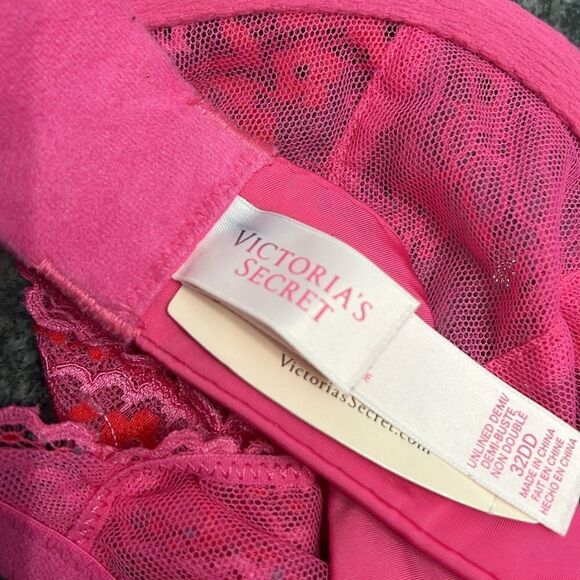 VICTORIA'S
SECRET
VictoriasSecret.com
UNLINED DEMI/
DEMI-BUSTE
NON DOUBLE
32DD
MADE IN CHINA
FAIT EN CHINE
HECHO EN CHINA